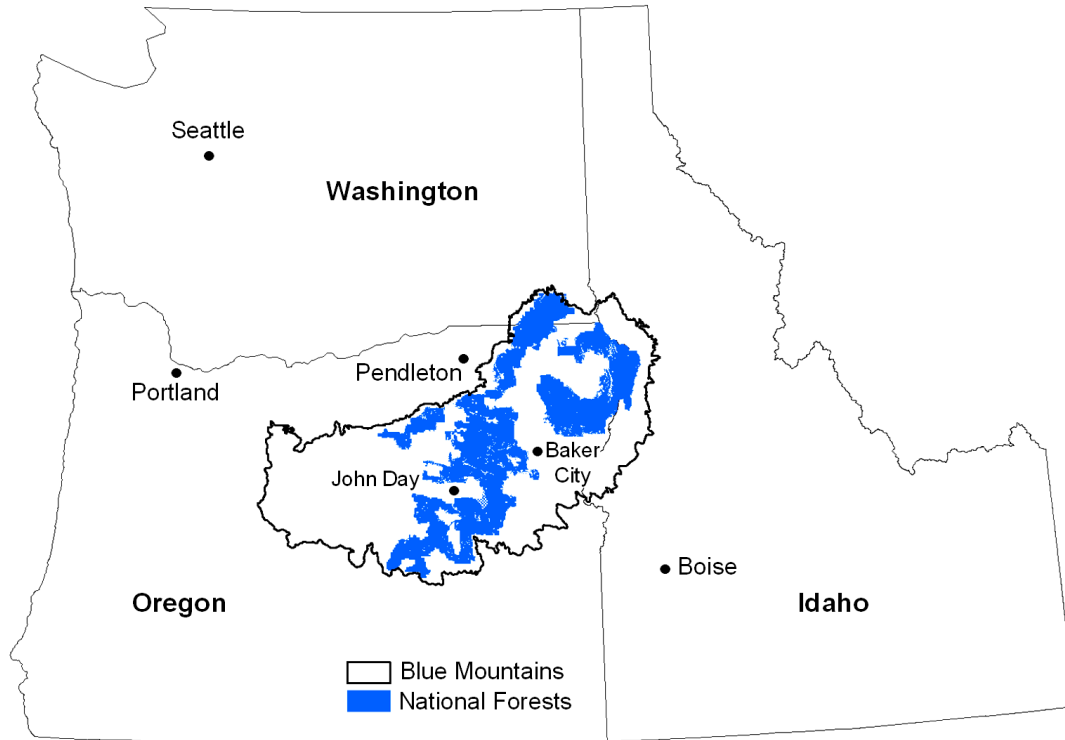 Seattle
Washington
Pendleton
Portland
Baker
City
John Day
Boise
Oregon
Idaho
Blue Mountains
National Forests